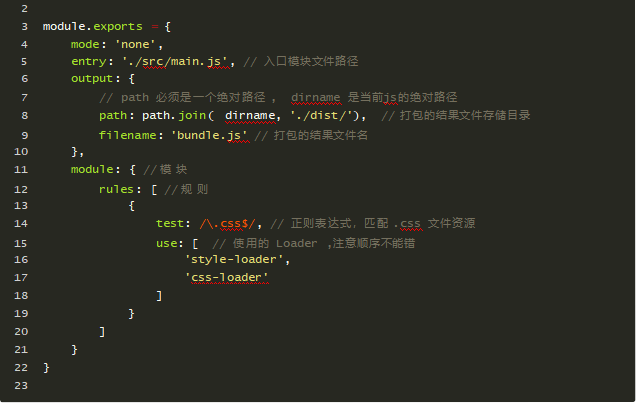 2
3 module.exports = {
4 mode: 'none',
5 entry: './src/main.js', // 入口模块文件路径
6 output: {
7 // path 必须是一个绝对路径 ， dirname 是当前js的绝对路径
8 path: path.join( dirname, './dist/'), // 打包的结果文件存储目录
9 filename: 'bundle.js' // 打包的结果文件名
10 },
11 module: { //模 块
12 rules: [ //规 则
13 {
14 test: /\.css$/, // 正则表达式，匹配 .css 文件资源
15 use: [ // 使用的 Loader ,注意顺序不能错
16 'style-loader',
17 'css-loader'
18 ]
19 }
20 ]
21 }
22 }
23